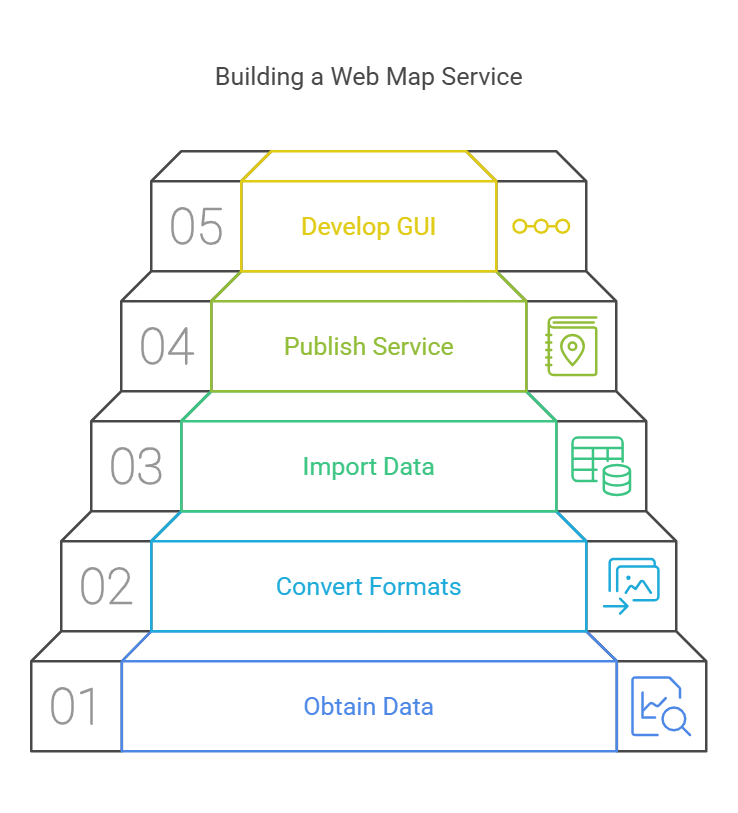 Building a Web Map Service
05
Develop GUI
04
Publish Service
03
Import Data
02
Convert Formats
01
Obtain Data